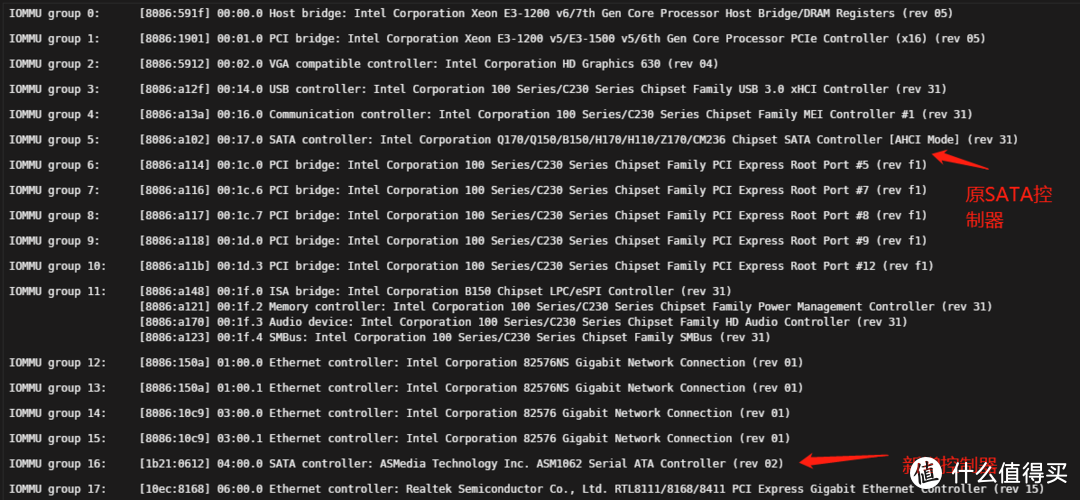 IOMMU group 0: [8086:591f] 00:00.0 Host bridge: Intel Corporation Xeon E3-1200 v6/7th Gen Core Processor Host Bridge/DRAM Registers (rev 05)
IOMMU group 1: [8086:1901] 00:01.0 PCI bridge: Intel Corporation Xeon E3-1200 v5/E3-1500 v5/6th Gen Core Processor PCIe Controller (x16) (rev 05)
IOMMU group 2: [8086:5912] 00:02.0 VGA compatible controller: Intel Corporation HD Graphics 630 (rev 04)
IOMMU group 3: [8086:a12f] 00:14.0 USB controller: Intel Corporation 100 Series/C230 Series Chipset Family USB 3.0 xHCI Controller (rev 31)
IOMMU group 4: [8086:a13a] 00:16.0 Communication controller: Intel Corporation 100 Series/C230 Series Chipset Family MEI Controller #1 (rev 31)
IOMMU group 5: [8086:a102] 00:17.0 SATA controller: Intel Corporation Q170/Q150/B150/H170/H110/Z170/CM236 Chipset SATA Controller [AHCI Mode] (rev 31)
IOMMU group 6: [8086:a114] 00:1c.0 PCI bridge: Intel Corporation 100 Series/C230 Series Chipset Family PCI Express Root Port #5 (rev f1)
IOMMU group 7: [8086:a116] 00:1c.6 PCI bridge: Intel Corporation 100 Series/C230 Series Chipset Family PCI Express Root Port #7 (rev f1)
原SATA控
制器
IOMMU group 8: [8086:a117] 00:1c.7 PCI bridge: Intel Corporation 100 Series/C230 Series Chipset Family PCI Express Root Port #8 (rev f1)
IOMMU group 9: [8086:a118] 00:1d.0 PCI bridge: Intel Corporation 100 Series/C230 Series Chipset Family PCI Express Root Port #9 (rev f1)
IOMMU group 10: [8086:a11b] 00:1d.3 PCI bridge: Intel Corporation 100 Series/C230 Series Chipset Family PCI Express Root Port #12 (rev f1)
IOMMU group 11: [8086:a148] 00:1f.0 ISA bridge: Intel Corporation B150 Chipset LPC/eSPI Controller (rev 31)
[8086:a121] 00:1f.2 Memory controller: Intel Corporation 100 Series/C230 Series Chipset Family Power Management Controller (rev 31)
[8086:a170] 00:1f.3 Audio device: Intel Corporation 100 Series/C230 Series Chipset Family HD Audio Controller (rev 31)
[8086:a123] 00:1f.4 SMBus: Intel Corporation 100 Series/C230 Series Chipset Family SMBus (rev 31)
IOMMU group 12: [8086:150a] 01:00.0 Ethernet controller: Intel Corporation 82576NS Gigabit Network Connection (rev 01)
IOMMU group 13: [8086:150a] 01:00.1 Ethernet controller: Intel Corporation 82576NS Gigabit Network Connection (rev 01)
IOMMU group 14: [8086:10c9] 03:00.0 Ethernet controller: Intel Corporation 82576 Gigabit Network Connection (rev 01)
IOMMU group 15: [8086:10c9] 03:00.1 Ethernet controller: Intel Corporation 82576 Gigabit Network Connection (rev 01)
IOMMU group 16: [1b21:0612] 04:00.0 SATA controller: ASMedia Technology Inc. ASM1062 Serial ATA Controller (rev 02)
新 控制器
值 什么值得买
IOMMU group 17: [10ec:8168] 06:00.0 Ethernet controller: Realtek Semiconductor Co., Ltd. RTL8111/8168/8411 PCI Express Gigabit Ethernet Controller (rev 15)